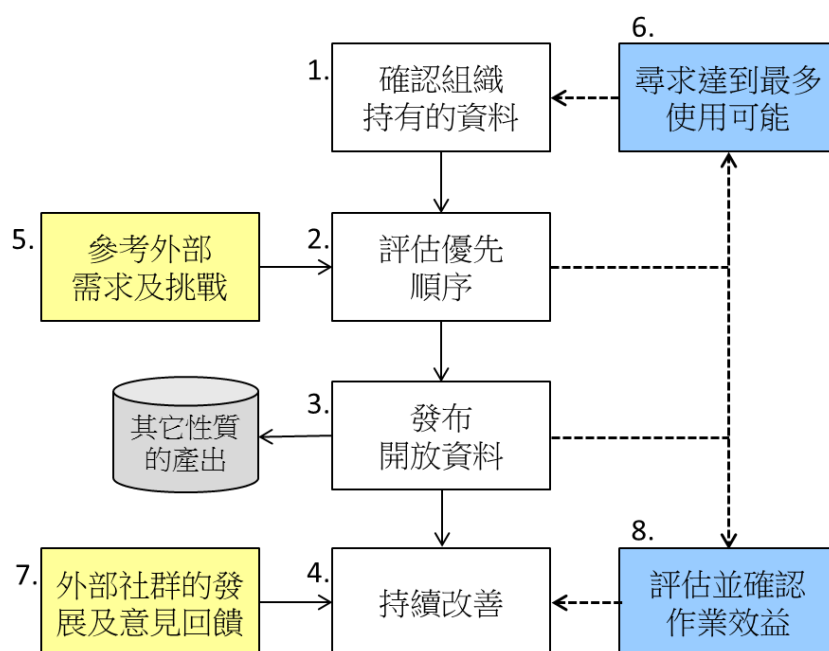 6.
1.
確認組織
持有的資料
尋求達到最多
使用可能
5.
參考外部
需求及挑戰
2.
評估優先
順序
3.
發布
開放資料
其它性質
的產出
8.
7.
外部社群的發
展及意見回饋
4.
持續改善
評估並確認
作業效益